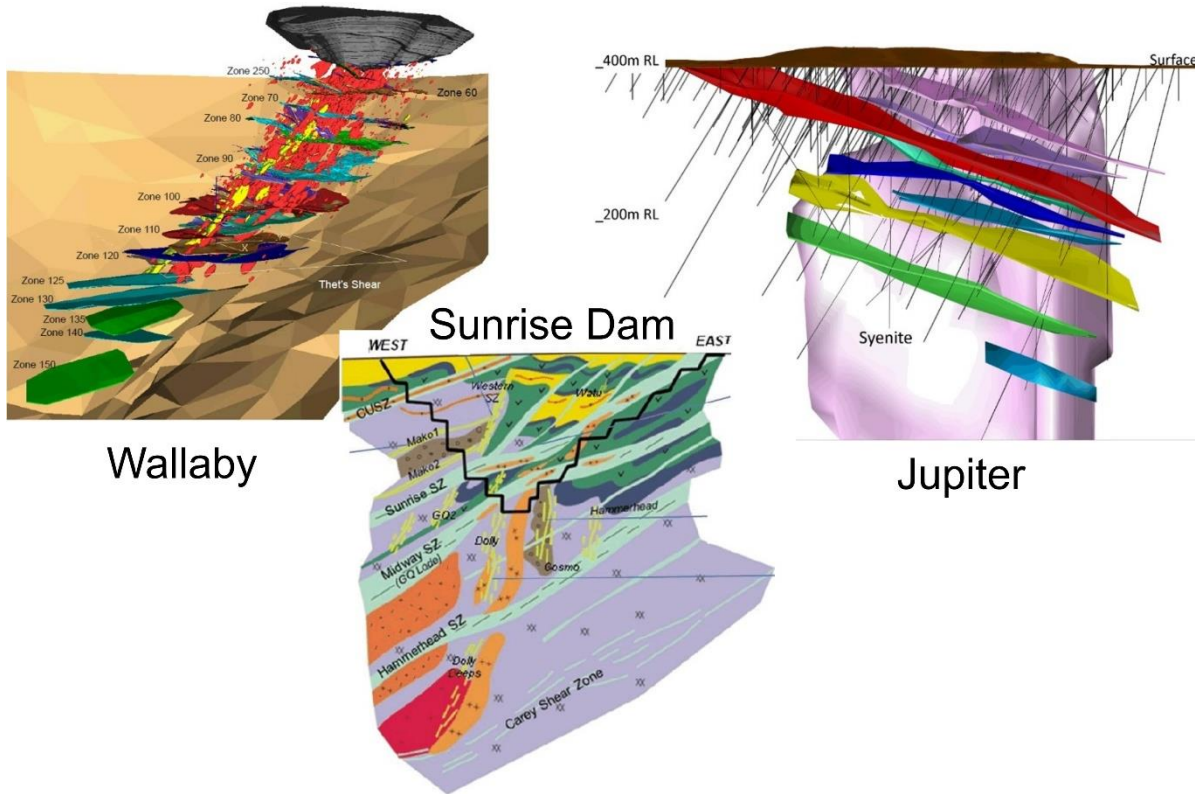 Zone 250
Zone 60
Zone 70
Zone 80
Zone 90
Zone 100
Zone 110
X
Zone 120
Zone 125
Zone 130
Zone 135
Zone 140
Zone 150
Thet's Shear
Wallaby
_400m RL
Surface
_200m RL
Syenite
Jupiter
Sunrise Dam
WEST
EAST
Western
SZ
Watu
CUSZ
Mako1
Mako2
Sunrise SZ
GQ2
Hammerhead
Dolly
Midway SZ
(GQ Lode)
Cosmo
Hammerhead SZ
Dolly
Deeps
Carey Shear Zone